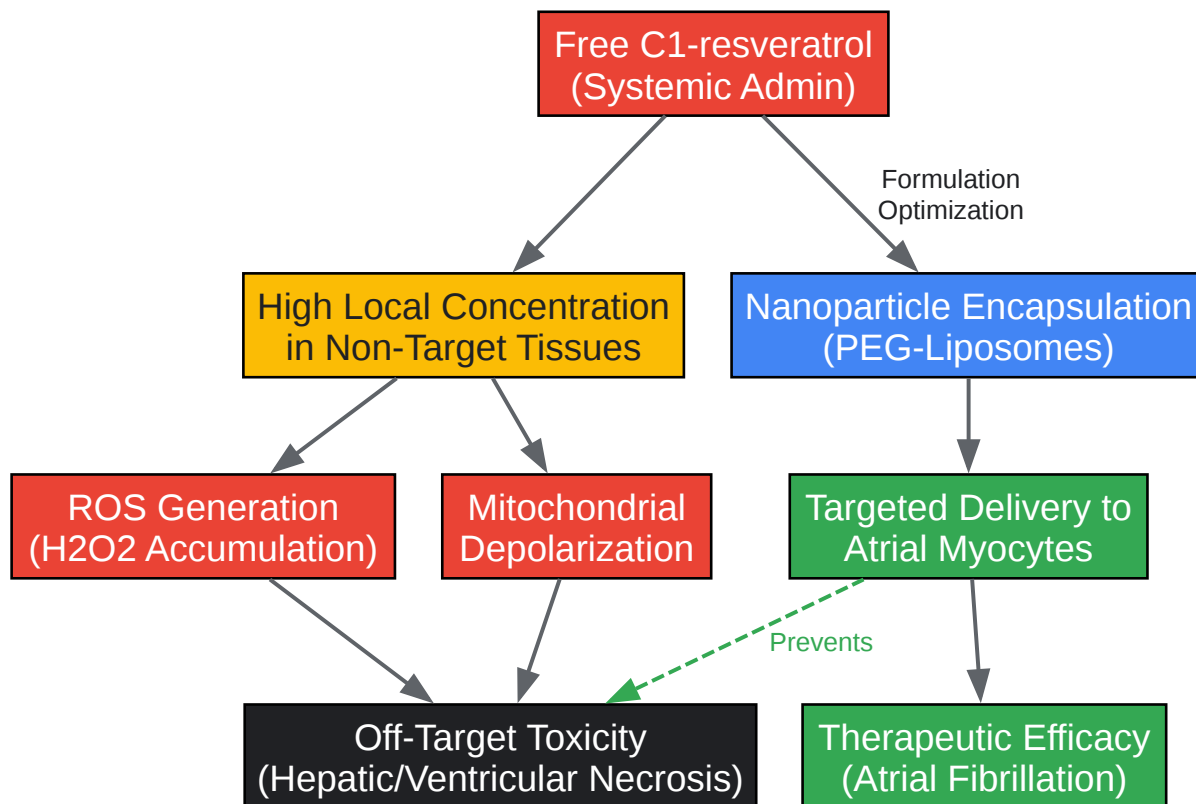 Free C1-resveratrol
(Systemic Admin)
Formulation
Optimization
High Local Concentration
in Non-Target Tissues
Nanoparticle Encapsulation
(PEG-Liposomes)
ROS Generation
(H2O2 Accumulation)
Mitochondrial
Depolarization
Targeted Delivery to
Atrial Myocytes
Prevents
Off-Target Toxicity
(Hepatic/Ventricular Necrosis)
Therapeutic Efficacy
(Atrial Fibrillation)